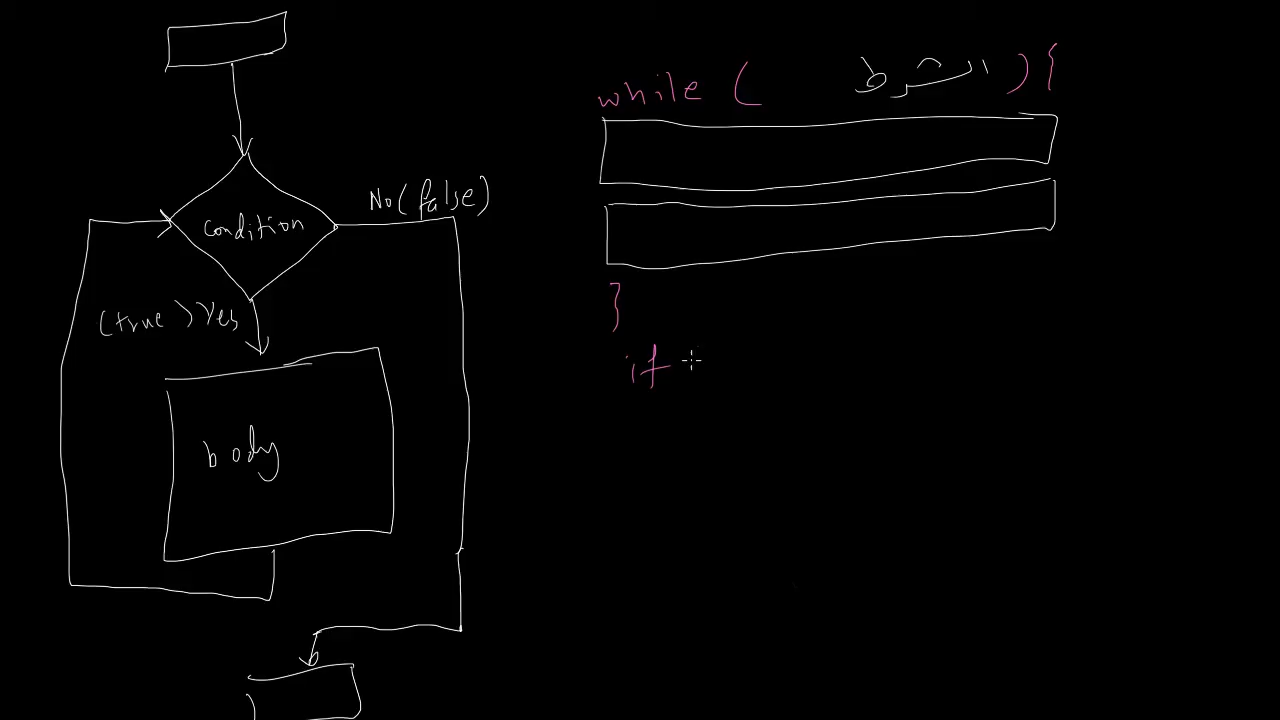 while ( الشرط ) {
No (false)
condition
(true) Yes
}
if
body